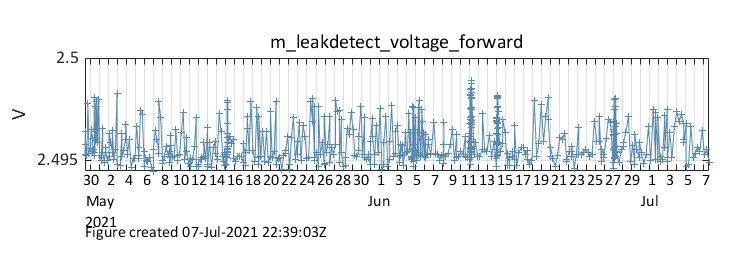 m_leakdetect_voltage_forward
2.5
V
2.495
30 2 4 6 8 10 12 14 16 18 20 22 24 26 28 30 1 3 5 7 9 11 13 15 17 19 21 23 25 27 29 1 3 5 7
May Jun Jul
2021
Figure created 07-Jul-2021 22:39:03Z